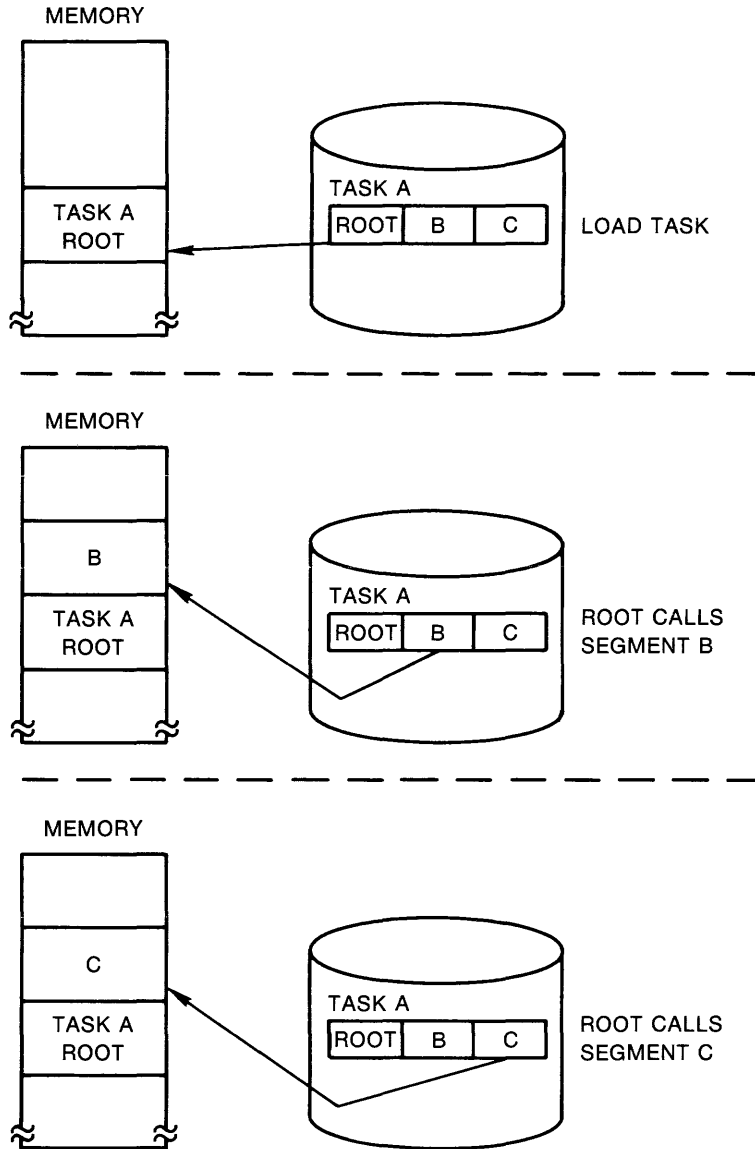 MEMORY
TASK A
ROOT
TASK A
ROOT B C
LOAD TASK
MEMORY
B
TASK A
ROOT
TASK A
ROOT B C
ROOT CALLS
SEGMENT B
MEMORY
C
TASK A
ROOT
TASK A
ROOT B C
ROOT CALLS
SEGMENT C